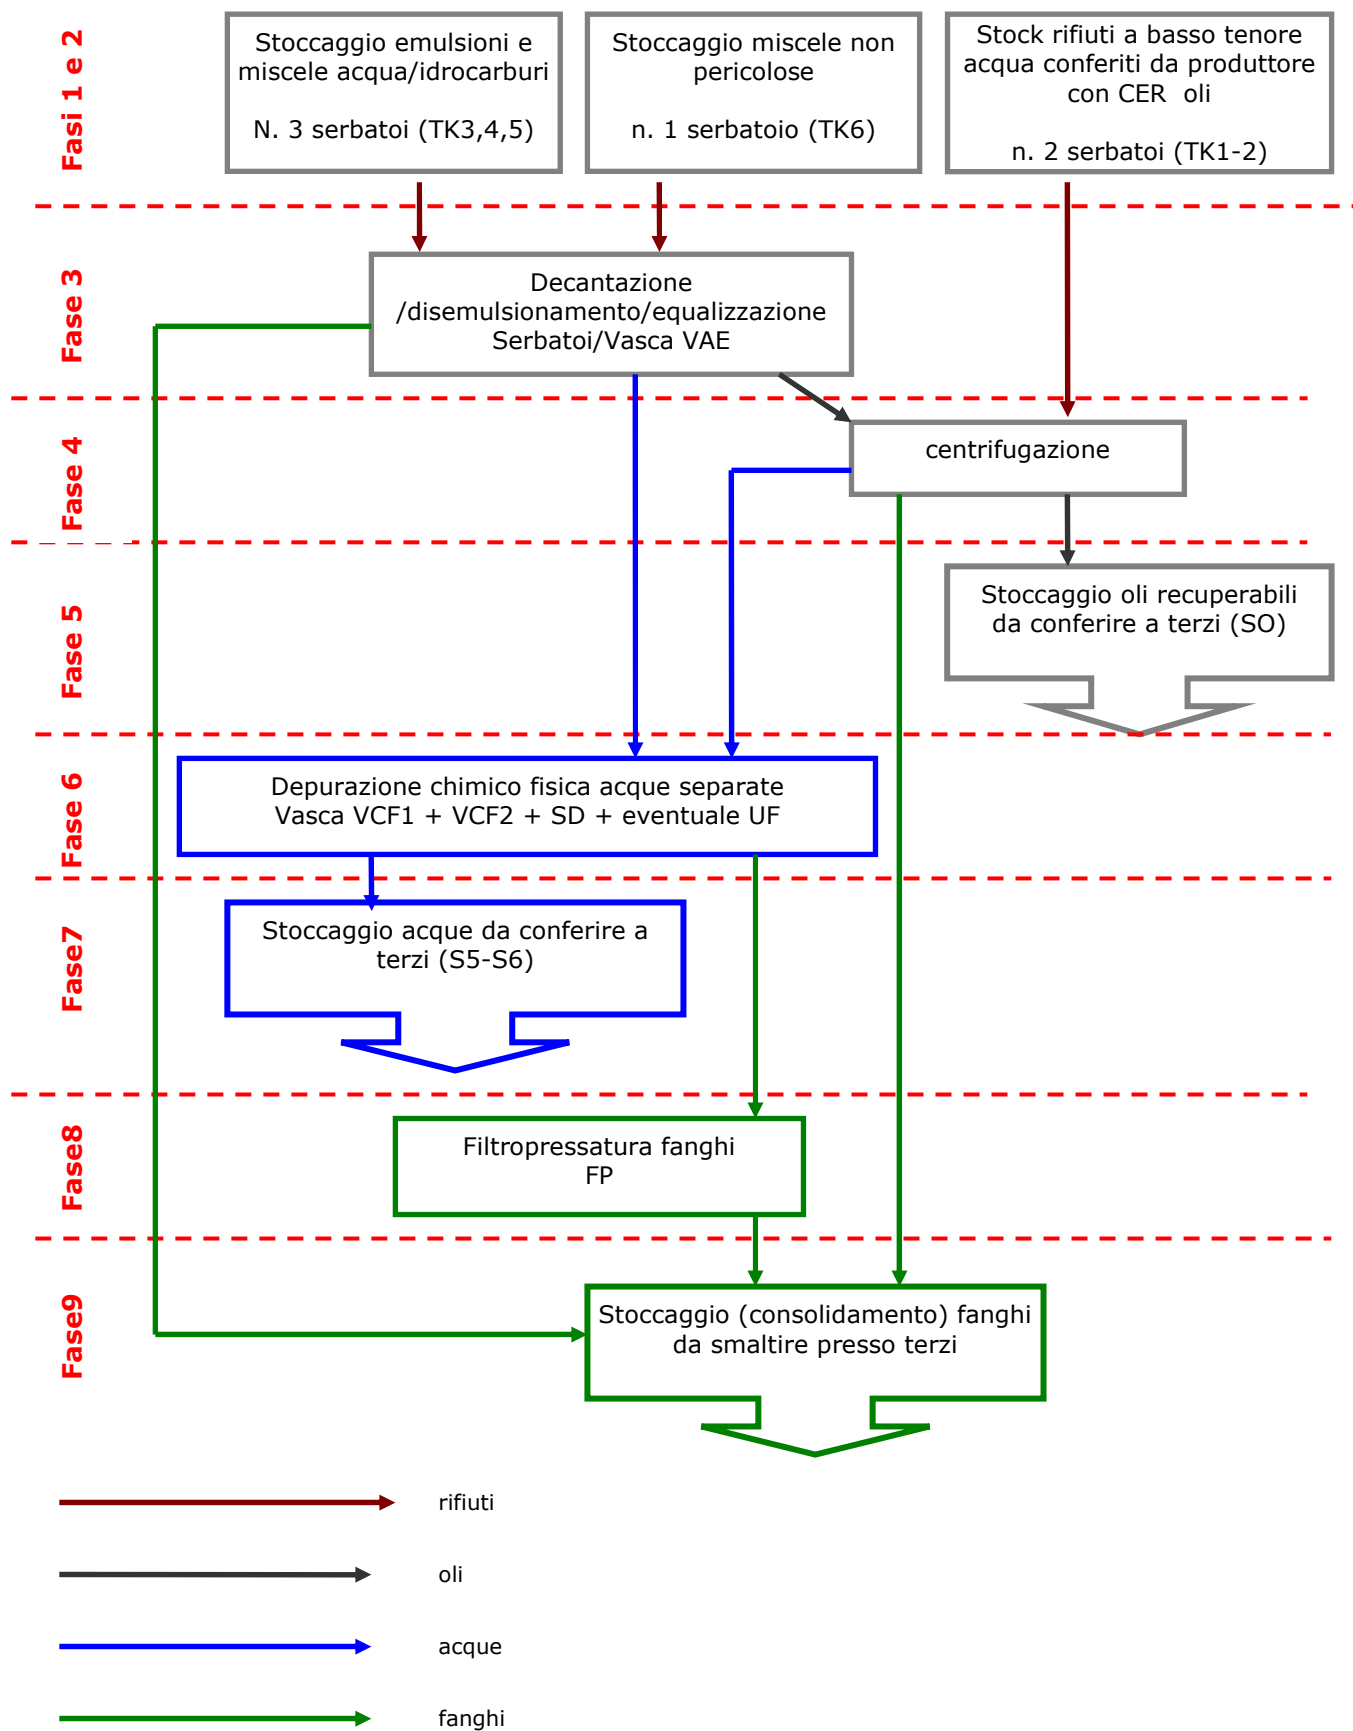 Fasi 1 e 2
Stoccaggio emulsioni e
miscele acqua/idrocarburi
N. 3 serbatoi (TK3,4,5)
Stoccaggio miscele non
pericolose
n. 1 serbatoio (TK6)
Stock rifiuti a basso tenore
acqua conferiti da produttore
con CER  oli
n. 2 serbatoi (TK1-2)
Fase 3
Decantazione
/disemulsionamento/equalizzazione
Serbatoi/Vasca VAE
Fase 4
centrifugazione
Fase 5
Stoccaggio oli recuperabili
da conferire a terzi (SO)
Fase 6
Depurazione chimico fisica acque separate
Vasca VCF1 + VCF2 + SD + eventuale UF
Fase7
Stoccaggio acque da conferire a
terzi (S5-S6)
Fase8
Filtropressatura fanghi
FP
Fase9
Stoccaggio (consolidamento) fanghi
da smaltire presso terzi
rifiuti
oli
acque
fanghi